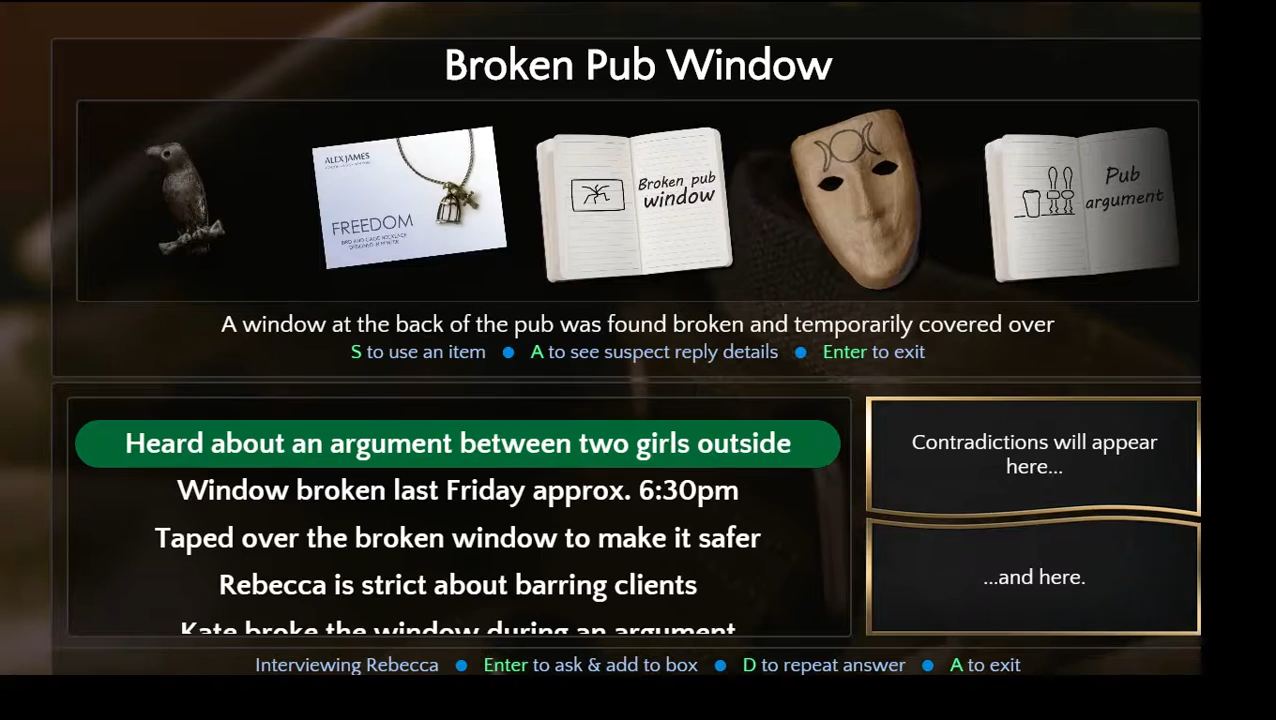 Broken Pub Window
ALEX JAMES
FREEDOM
BIRD AND CAGE NECKLACE
Broken pub
window
Pub
argument
A window at the back of the pub was found broken and temporarily covered over
S to use an item A to see suspect reply details Enter to exit
Heard about an argument between two girls outside
Window broken last Friday approx. 6:30pm
Taped over the broken window to make it safer
Rebecca is strict about barring clients
Kate broke the window during an argument
Contradictions will appear
here...
...and here.
Interviewing Rebecca Enter to ask & add to box D to repeat answer A to exit